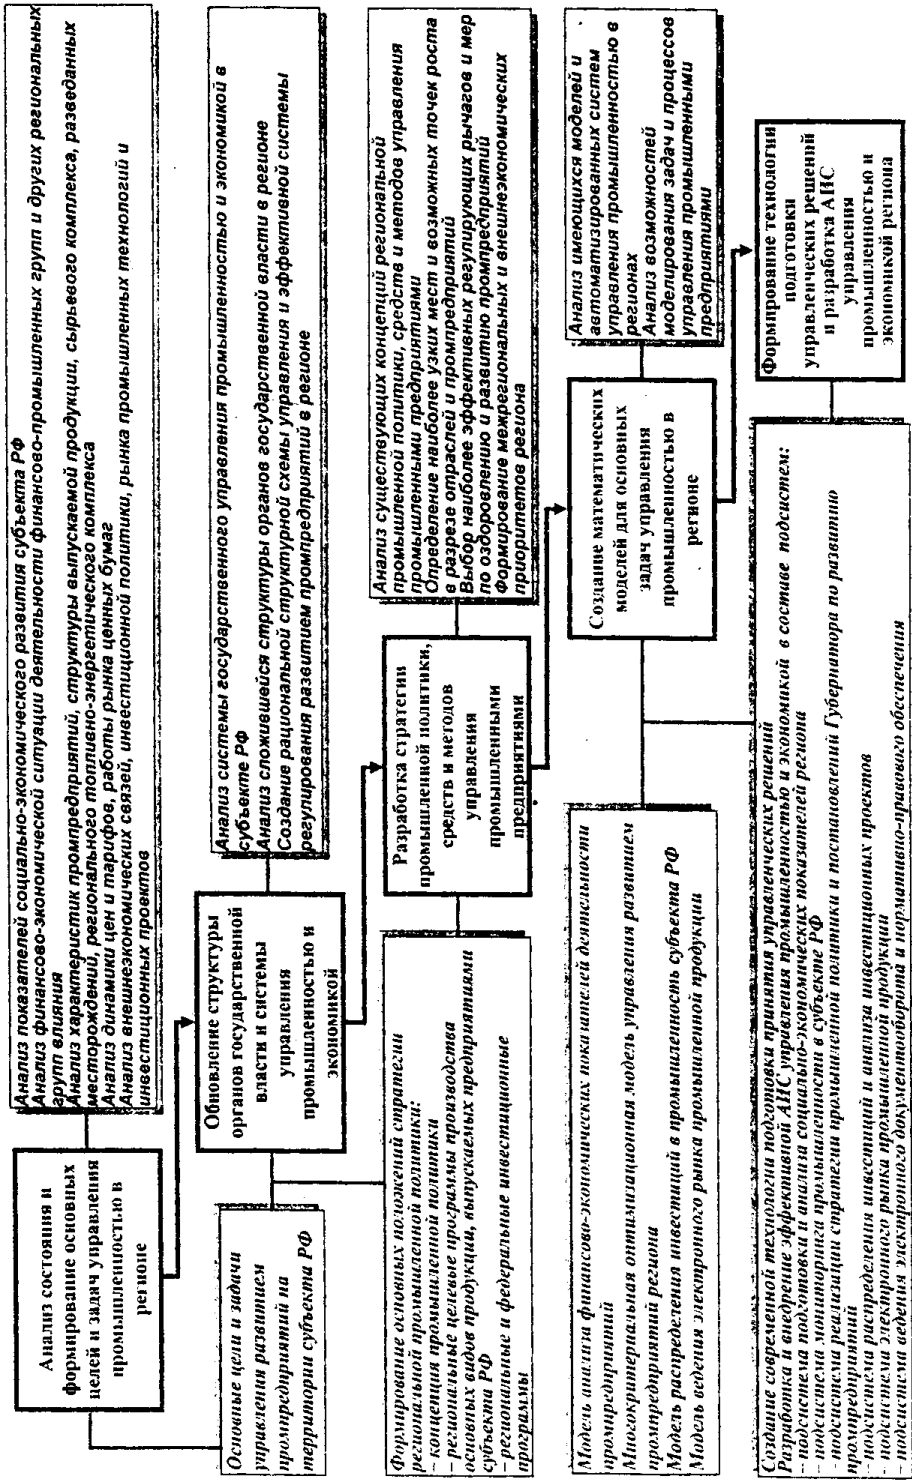 Анализ показателей социально-экономического развития субъекта РФ
Анализ финансово-экономической ситуации деятельности финансово-промышленных групп и других региональных
групп влияния
Анализ характеристик промпредприятий, структуры выпускаемой продукции, сырьевого комплекса, разведанных
месторождений, регионального топливно-энергетического комплекса
Анализ динамики цен и тарифов, работы рынка ценных бумаг
Анализ внешнеэкономических связей, инвестиционной политики, рынка промышленных технологий и
инвестиционных проектов
Анализ состояния и
формирование основных
целей и задач управления
промышленностью в
регионе
Анализ системы государственного управления промышленностью и экономикой в
субъекте РФ
Анализ сложившейся структуры органов государственной власти в регионе
Создание рациональной структурной схемы управления и эффективной системы
регулирования развитием промпредприятий в регионе
Обновление структуры
органов государственной
власти и системы
управления
промышленностью и
экономикой
Основные цели и задачи
управления развитием
промпредприятий на
территории субъекта РФ
Анализ существующих концепций региональной
промышленной политики, средств и методов управления
промышленными предприятиями
Определение наиболее узких мест и возможных точек роста
в разрезе отраслей и промпредприятий
Выбор наиболее эффективных регулирующих рычагов и мер
по оздоровлению и развитию промпредприятий
Формирование межрегиональных и внешнеэкономических
приоритетов региона
Разработка стратегии
промышленной политики,
средств и методов
управления
промышленными
предприятиями
Формирование основных положений стратегии
региональной промышленной политики:
– концепция промышленной политики
– региональные целевые программы производства
основных видов продукции, выпускаемых предприятиями
субъекта РФ
– региональные и федеральные инвестиционные
программы
Анализ имеющихся моделей и
автоматизированных систем
управления промышленностью в
регионах
Анализ возможностей
моделирования задач и процессов
управления промышленными
предприятиями
Создание математических
моделей для основных
задач управления
промышленностью в
регионе
Модель анализа финансово-экономических показателей деятельности
промпредприятий
Многокритериальная оптимизационная модель управления развитием
промпредприятий региона
Модель распределения инвестиций в промышленность субъекта РФ
Модель ведения электронного рынка промышленной продукции
Формирование технологии
подготовки
управленческих решений
и разработка АИС
управления
промышленностью и
экономикой региона
Создание современной технологии подготовки принятия управленческих решений
Разработка и внедрение эффективной АИС управления промышленностью и экономикой в составе подсистем:
– подсистема подготовки и анализа социально-экономических показателей региона
– подсистема мониторинга промышленности в субъекте РФ
– подсистема реализации стратегии промышленной политики и постановлений Губернатора по развитию
промпредприятий
– подсистема распределения инвестиций и анализа инвестиционных проектов
– подсистема электронного рынка промышленной продукции
– подсистема ведения электронного документооборота и нормативно-правового обеспечения